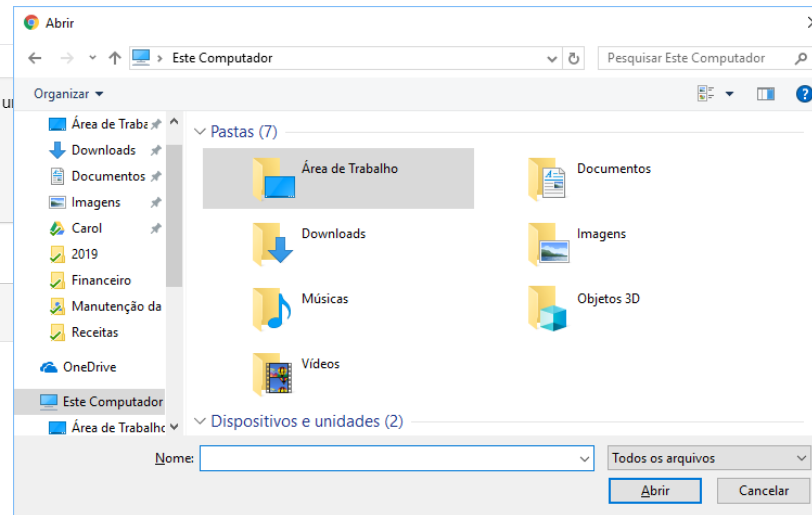 Abrir
Este Computador
Pesquisar Este Computador
Organizar
Área de Traba
Downloads
Documentos
Imagens
Carol
2019
Financeiro
Manutenção da
Receitas
OneDrive
Este Computador
Área de Trabalho
Pastas (7)
Área de Trabalho
Documentos
Downloads
Imagens
Músicas
Objetos 3D
Vídeos
Dispositivos e unidades (2)
Nome:
Todos os arquivos
Abrir
Cancelar